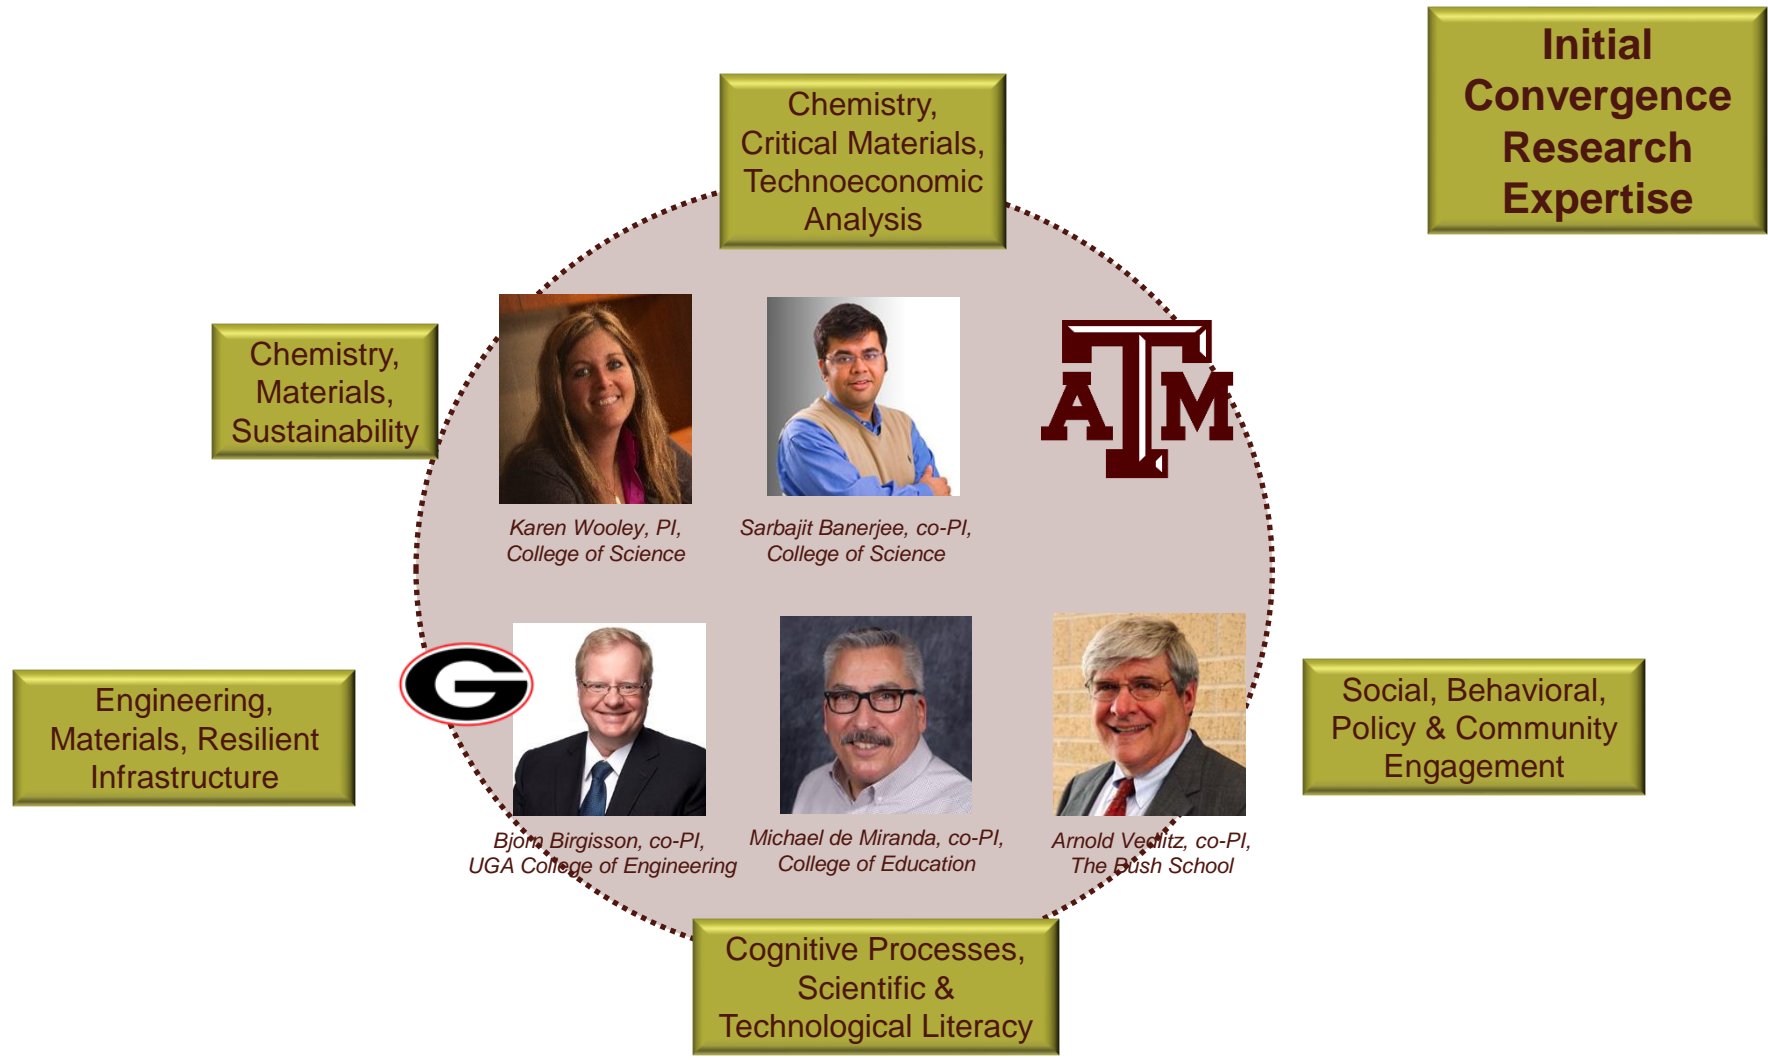 Initial
Convergence
Research
Expertise
Chemistry,
Critical Materials,
Technoeconomic
Analysis
Chemistry,
Materials,
Sustainability
ATM
Karen Wooley, PI,
College of Science
Sarbajit Banerjee, co-PI,
College of Science
Engineering,
Materials, Resilient
Infrastructure
G
Social, Behavioral,
Policy & Community
Engagement
Bjorn Birgisson, co-PI,
UGA College of Engineering
Michael de Miranda, co-PI,
College of Education
Arnold Vedlitz, co-PI,
The Bush School
Cognitive Processes,
Scientific &
Technological Literacy